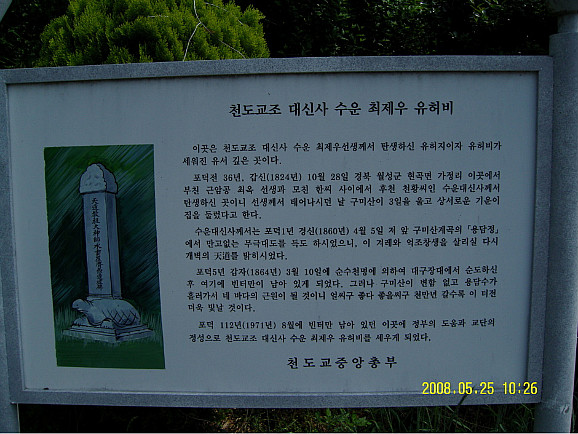 천도교조 대신사 수운 최제우 유허비
이곳은 천도교조 대신사 수운 최제우선생께서 탄생하신 유허지이자 유허비가
세워진 유서 깊은 곳이다.
포덕전 36년, 갑신(1824년) 10월 28일 경북 월성군 현곡면 가정리 이곳에서
부친 근암공 최옥 선생과 모친 한씨 사이에서 후천 천황씨인 수운대신사께서
탄생하신 곳이니 선생께서 태어나시던 날 구미산이 3일을 울고 상서로운 기운이
집을 둘렀다고 한다.
수운대신사께서는 포덕1년 경신(1860년) 4월 5일 저 앞 구미산계곡의 「용담정」
에서 만고없는 무극대도를 득도 하시었으니, 이 겨레와 억조창생을 살리실 다시
개벽의 天道를 밝히시었다.
포덕5년 갑자(1864년) 3월 10일에 순수천명에 의하여 대구장대에서 순도하신
후 여기에 빈터만이 남아 있게 되었다. 그러나 구미산이 변함 없고 용담수가
흘러가서 네 바다의 근원이 될 것이니 얼씨구 좋다 좋을씨구 천만년 갈수록 이 터전
더욱 빛날 것이다.
포덕 112년(1971년) 8월에 빈터만 남아 있던 이곳에 정부의 도움과 교단의
정성으로 천도교조 대신사 수운 최제우 유허비를 세우게 되었다.
천도교중앙총부
2008.05.25 10:26